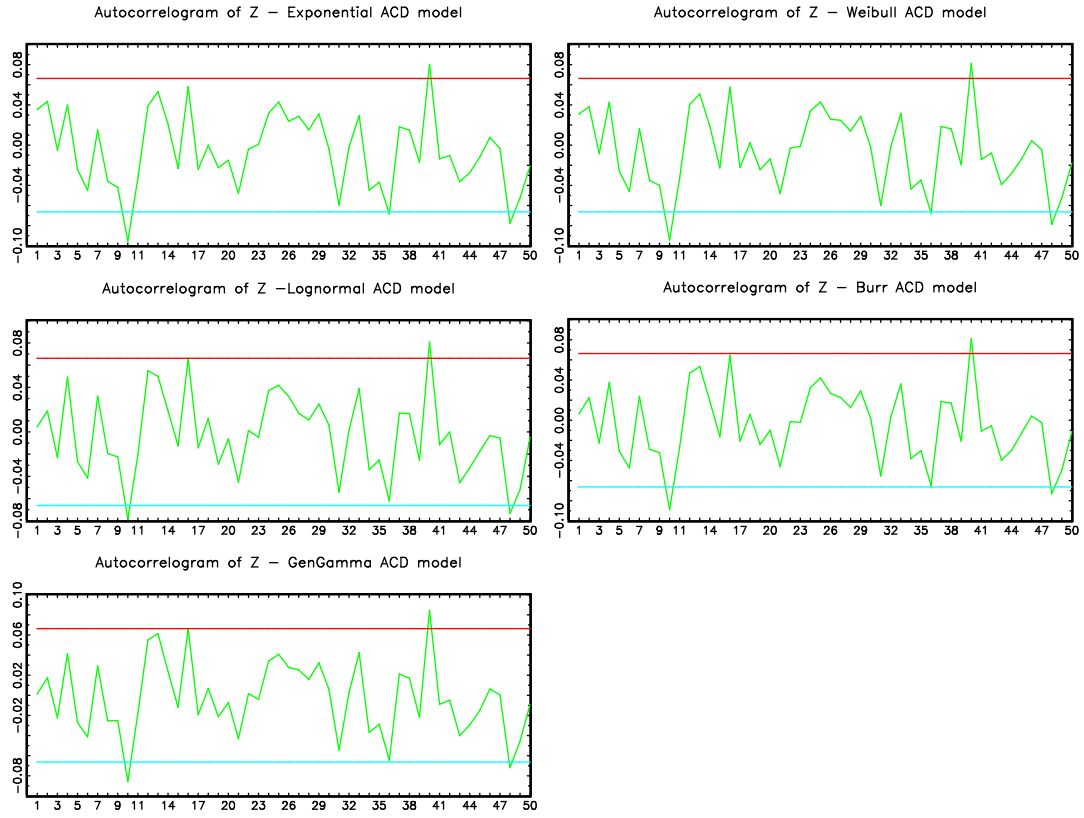 Autocorrelogram of Z − Exponential ACD model
0.08
0.04
0.00
−0.04
−0.10
1 3 5 7 9 11 14 17 20 23 26 29 32 35 38 41 44 47 50
Autocorrelogram of Z − Weibull ACD model
0.08
0.04
0.00
−0.04
−0.10
1 3 5 7 9 11 14 17 20 23 26 29 32 35 38 41 44 47 50
Autocorrelogram of Z −Lognormal ACD model
0.08
0.04
0.00
−0.04
−0.08
1 3 5 7 9 11 14 17 20 23 26 29 32 35 38 41 44 47 50
Autocorrelogram of Z − Burr ACD model
0.08
0.04
0.00
−0.04
−0.10
1 3 5 7 9 11 14 17 20 23 26 29 32 35 38 41 44 47 50
Autocorrelogram of Z − GenGamma ACD model
0.10
0.06
0.02
−0.02
−0.08
1 3 5 7 9 11 14 17 20 23 26 29 32 35 38 41 44 47 50